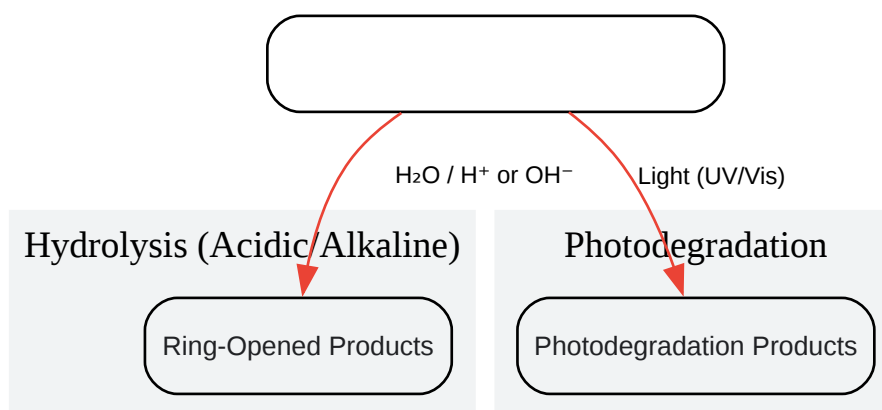 H₂O / H⁺ or OH⁻
Light (UV/Vis)
Hydrolysis (Acidic/Alkaline)
Photodegradation
Ring-Opened Products
Photodegradation Products